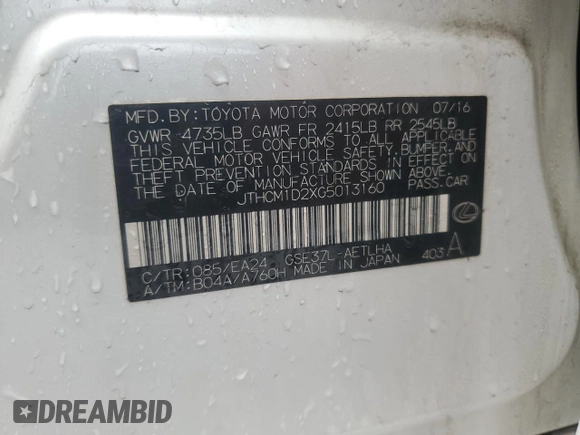 MFD. BY: TOYOTA MOTOR CORPORATION 07/16
GVWR 4735LB GAWR FR 2415LB RR 2545LB
THIS VEHICLE CONFORMS TO ALL APPLICABLE
FEDERAL MOTOR VEHICLE SAFETY, BUMPER, AND
THEFT PREVENTION STANDARDS IN EFFECT ON
THE DATE OF MANUFACTURE SHOWN ABOVE.
JTHCM1D2XG5013160 PASS. CAR
C/TR: 085/EA24 GSE37L-AETLHA
A/TM: B04A/A760H MADE IN JAPAN 403 A
DREAMBID